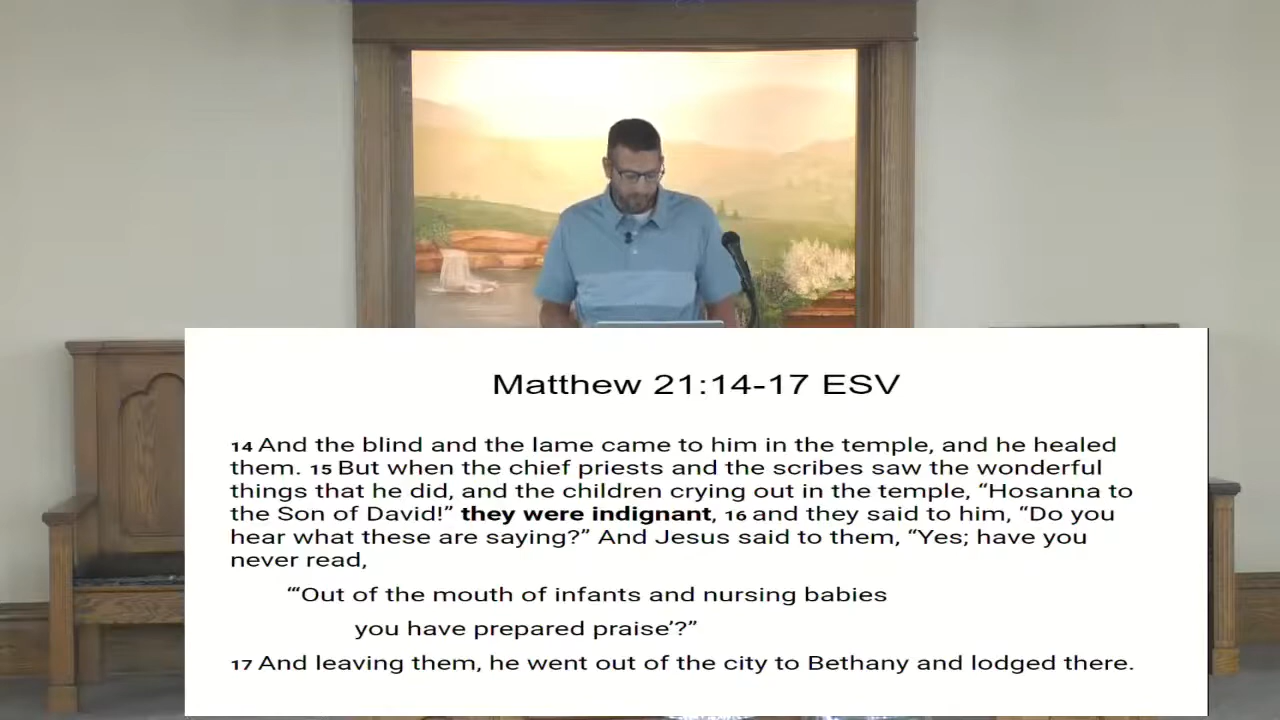 Matthew 21:14-17 ESV
14 And the blind and the lame came to him in the temple, and he healed
them. 15 But when the chief priests and the scribes saw the wonderful
things that he did, and the children crying out in the temple, “Hosanna to
the Son of David!” they were indignant, 16 and they said to him, “Do you
hear what these are saying?” And Jesus said to them, “Yes; have you
never read,
“‘Out of the mouth of infants and nursing babies
you have prepared praise’?”
17 And leaving them, he went out of the city to Bethany and lodged there.